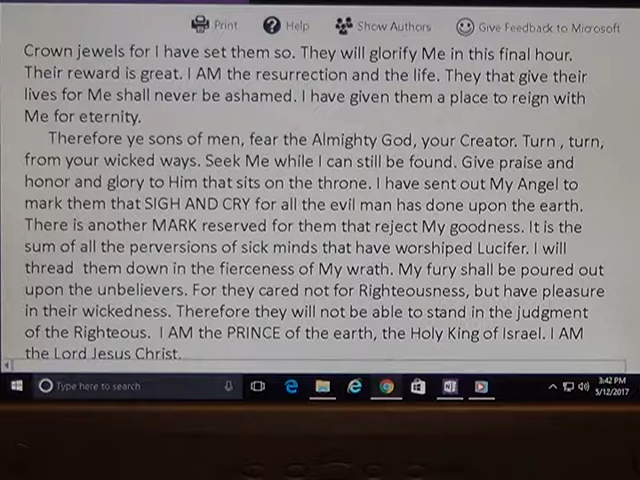 Print Help Show Authors Give Feedback to Microsoft
Crown jewels for I have set them so. They will glorify Me in this final hour.
Their reward is great. I AM the resurrection and the life. They that give their
lives for Me shall never be ashamed. I have given them a place to reign with
Me for eternity.
Therefore ye sons of men, fear the Almighty God, your Creator. Turn , turn,
from your wicked ways. Seek Me while I can still be found. Give praise and
honor and glory to Him that sits on the throne. I have sent out My Angel to
mark them that SIGH AND CRY for all the evil man has done upon the earth.
There is another MARK reserved for them that reject My goodness. It is the
sum of all the perversions of sick minds that have worshiped Lucifer. I will
thread  them down in the fierceness of My wrath. My fury shall be poured out
upon the unbelievers. For they cared not for Righteousness, but have pleasure
in their wickedness. Therefore they will not be able to stand in the judgment
of the Righteous.  I AM the PRINCE of the earth, the Holy King of Israel. I AM
the Lord Jesus Christ.
Type here to search
3:42 PM
5/12/2017